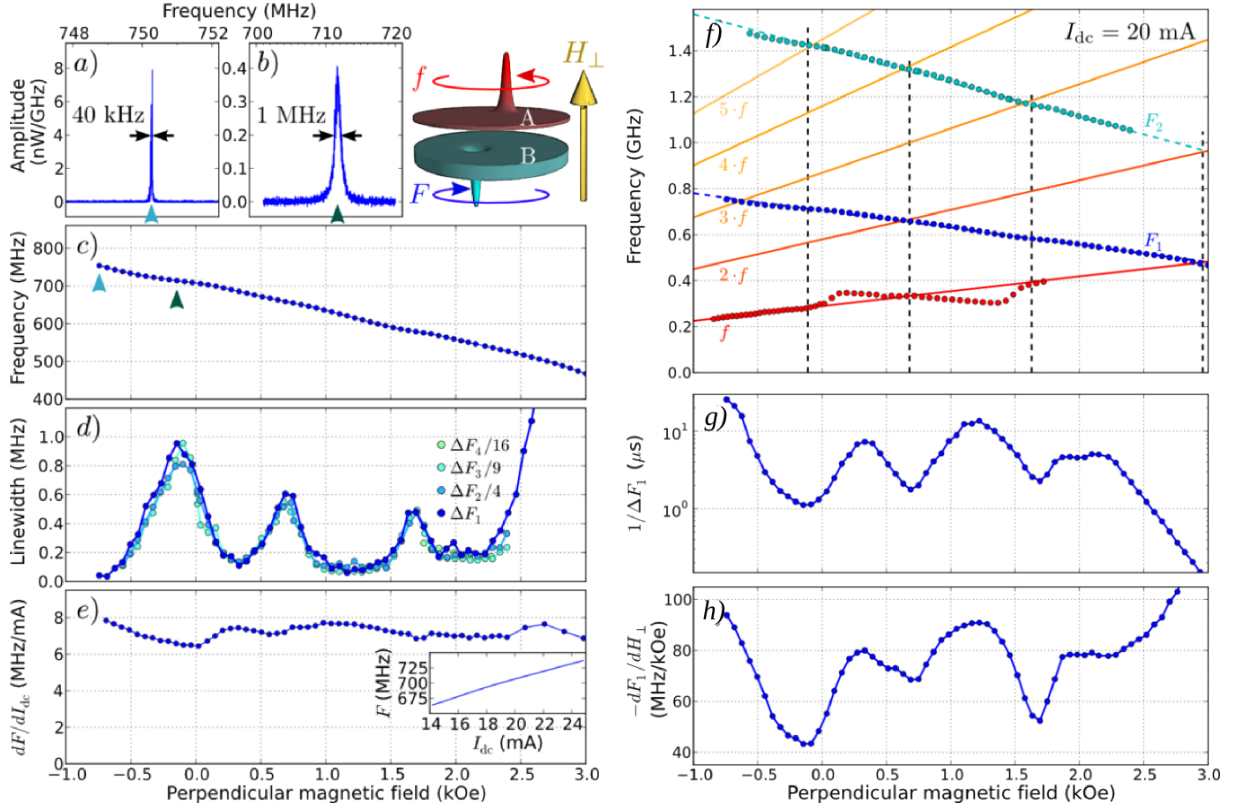 Frequency (MHz)
748 750 752
Frequency (MHz)
700 710 720
Amplitude
(nW/GHz)
8
6
4
2
0
a)
40 kHz
0.4
0.3
0.2
0.1
0.0
b)
1 MHz
f
A
B
F
H⊥
c)
Frequency (MHz)
800
700
600
500
400
d)
Linewidth (MHz)
1.0
0.8
0.6
0.4
0.2
0.0
ΔF₄/16
ΔF₃/9
ΔF₂/4
ΔF₁
e)
dF/dI_dc (MHz/mA)
8
6
4
2
0
F (MHz)
725
700
675
14 16 18 20 22 24
I_dc (mA)
−1.0 −0.5 0.0 0.5 1.0 1.5 2.0 2.5 3.0
Perpendicular magnetic field (kOe)
f)
I_dc = 20 mA
Frequency (GHz)
1.4
1.2
1.0
0.8
0.6
0.4
0.2
0.0
5·f
4·f
3·f
2·f
f
F₂
F₁
g)
1/ΔF₁ (μs)
10¹
10⁰
h)
−dF₁/dH⊥
(MHz/kOe)
100
80
60
40
−1.0 −0.5 0.0 0.5 1.0 1.5 2.0 2.5 3.0
Perpendicular magnetic field (kOe)